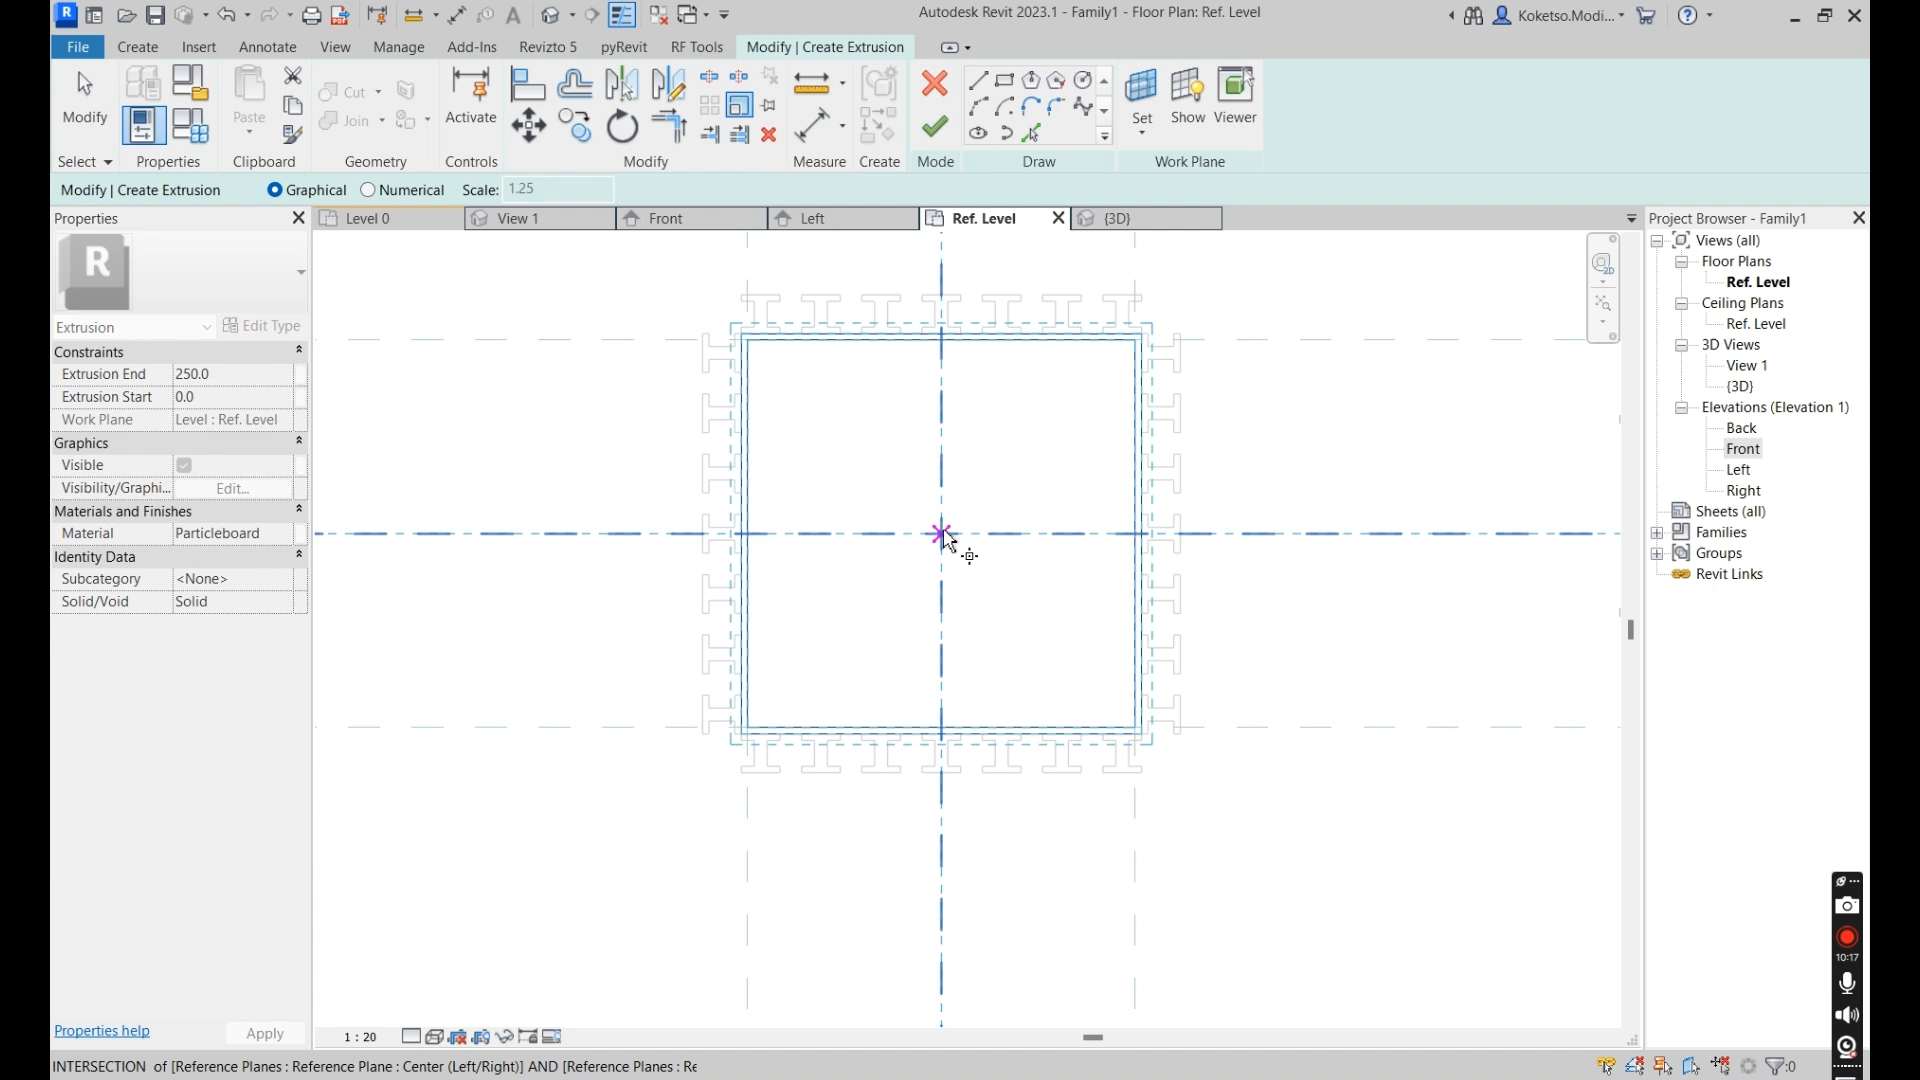 Autodesk Revit 2023.1 - Family1 - Floor Plan: Ref. Level
Koketso.Modi...
File Create Insert Annotate View Manage Add-Ins Revizto 5 pyRevit RF Tools Modify | Create Extrusion
Modify Paste Cut Join Activate Set Show Viewer
Select Properties Clipboard Geometry Controls Modify Measure Create Mode Draw Work Plane
Modify | Create Extrusion Graphical Numerical Scale: 1.25
Properties
Level 0 View 1 Front Left Ref. Level {3D}
Project Browser - Family1
R
Extrusion Edit Type
Constraints
Extrusion End 250.0
Extrusion Start 0.0
Work Plane Level : Ref. Level
Graphics
Visible
Visibility/Graphi... Edit...
Materials and Finishes
Material Particleboard
Identity Data
Subcategory <None>
Solid/Void Solid
Views (all)
Floor Plans
Ref. Level
Ceiling Plans
Ref. Level
3D Views
View 1
{3D}
Elevations (Elevation 1)
Back
Front
Left
Right
Sheets (all)
Families
Groups
Revit Links
2D
10:17
Properties help Apply
1 : 20
INTERSECTION of [Reference Planes : Reference Plane : Center (Left/Right)] AND [Reference Planes : Re
:0